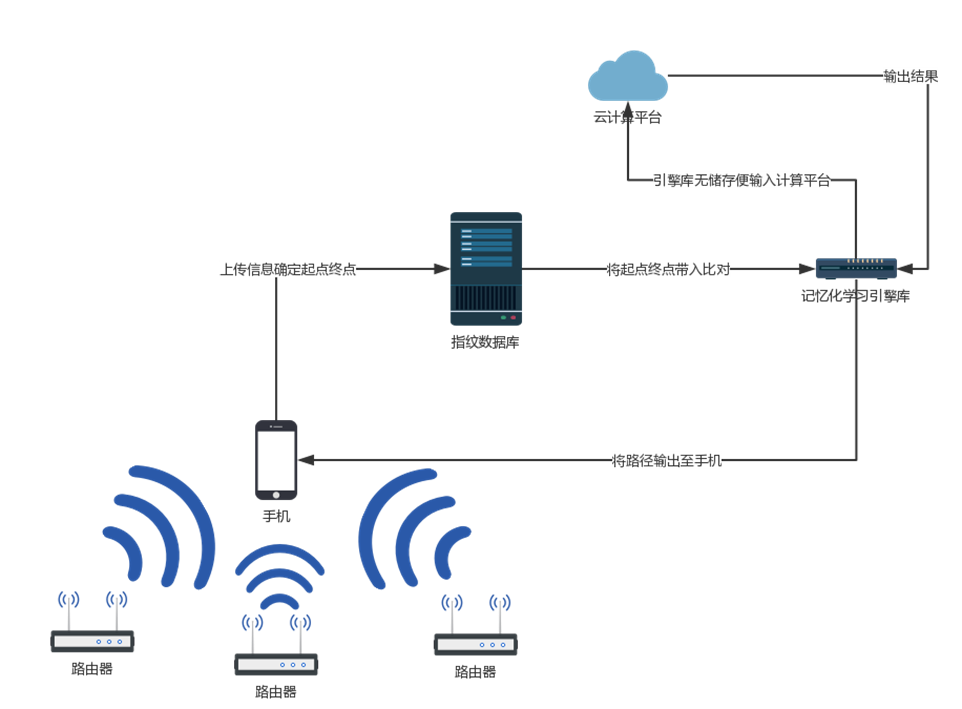 输出结果
云计算平台
引擎库无储存便输入计算平台
上传信息确定起点终点
将起点终点带入比对
记忆化学习引擎库
指纹数据库
将路径输出至手机
手机
路由器
路由器
路由器